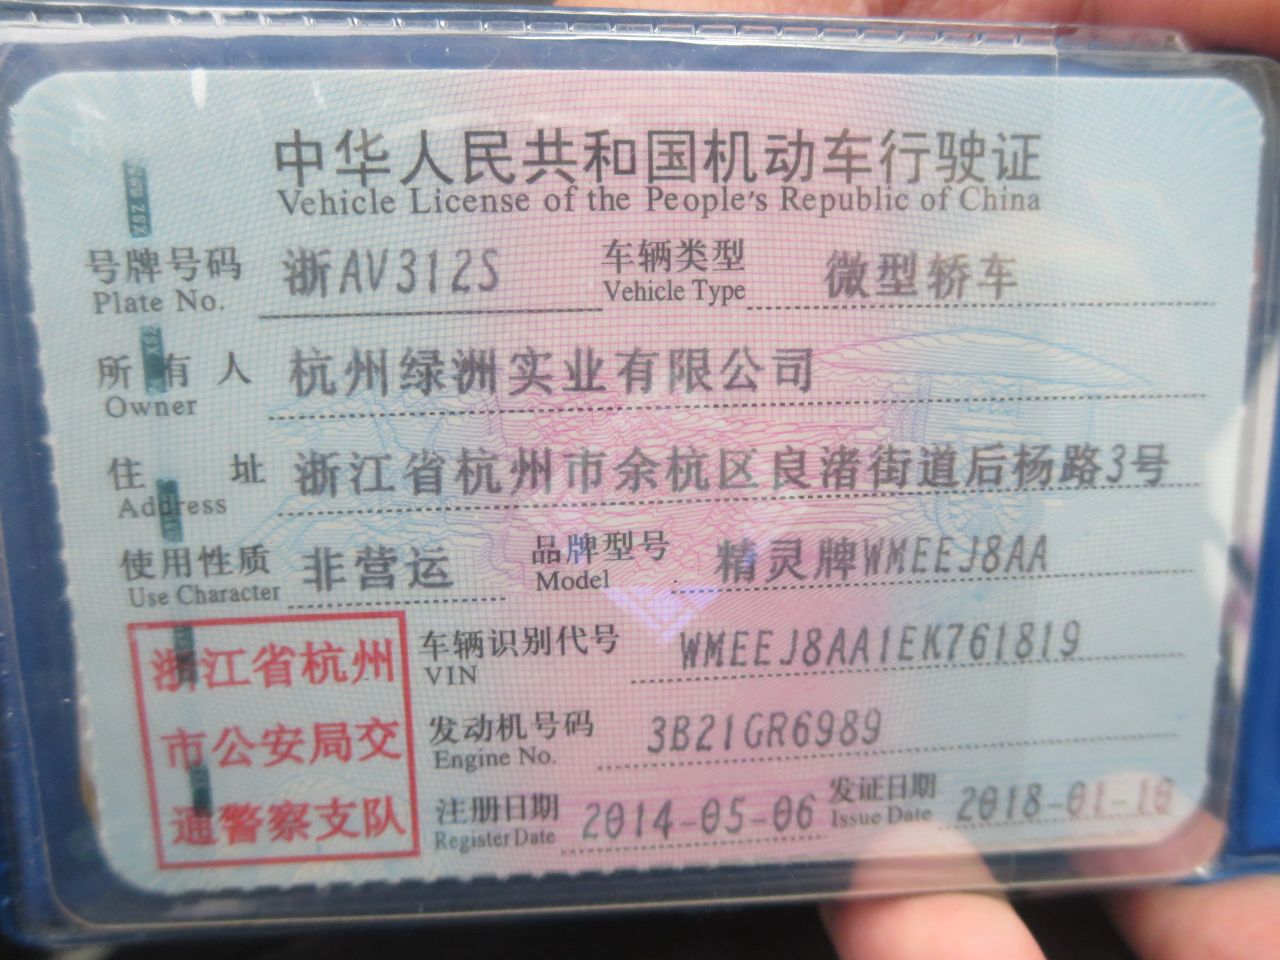 中华人民共和国机动车行驶证
Vehicle License of the People's Republic of China
号牌号码 浙AV312S 车辆类型 微型轿车
Plate No. Vehicle Type
所有人 杭州绿洲实业有限公司
Owner
住址 浙江省杭州市余杭区良渚街道后杨路3号
Address
使用性质 非营运 品牌型号 精灵牌WMEEJ8AA
Use Character Model
浙江省杭州
市公安局交
通警察支队
车辆识别代号 WMEEJ8AA1EK761819
VIN
发动机号码 3B21GR6989
Engine No.
注册日期 2014-05-06 发证日期 2018-01-10
Register Date Issue Date